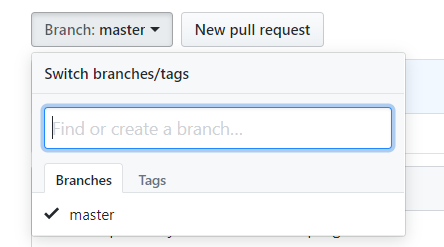 Branch: master New pull request
Switch branches/tags
Find or create a branch...
Branches Tags
master